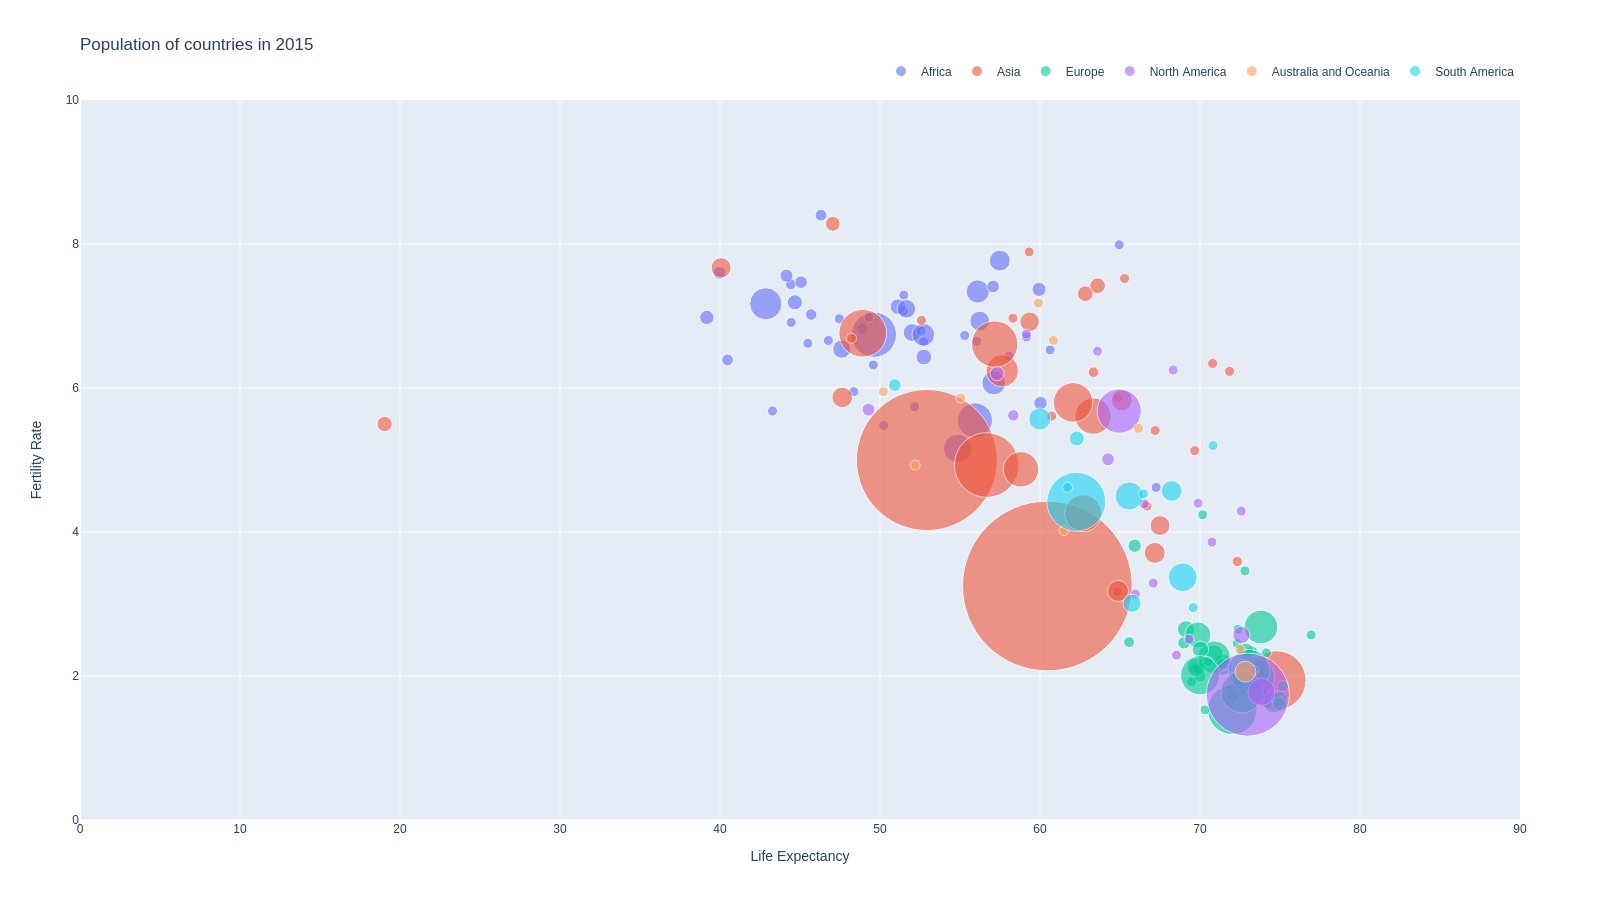 Population of countries in 2015
Africa Asia Europe North America Australia and Oceania South America
10
8
6
4
2
0
Fertility Rate
0 10 20 30 40 50 60 70 80 90
Life Expectancy